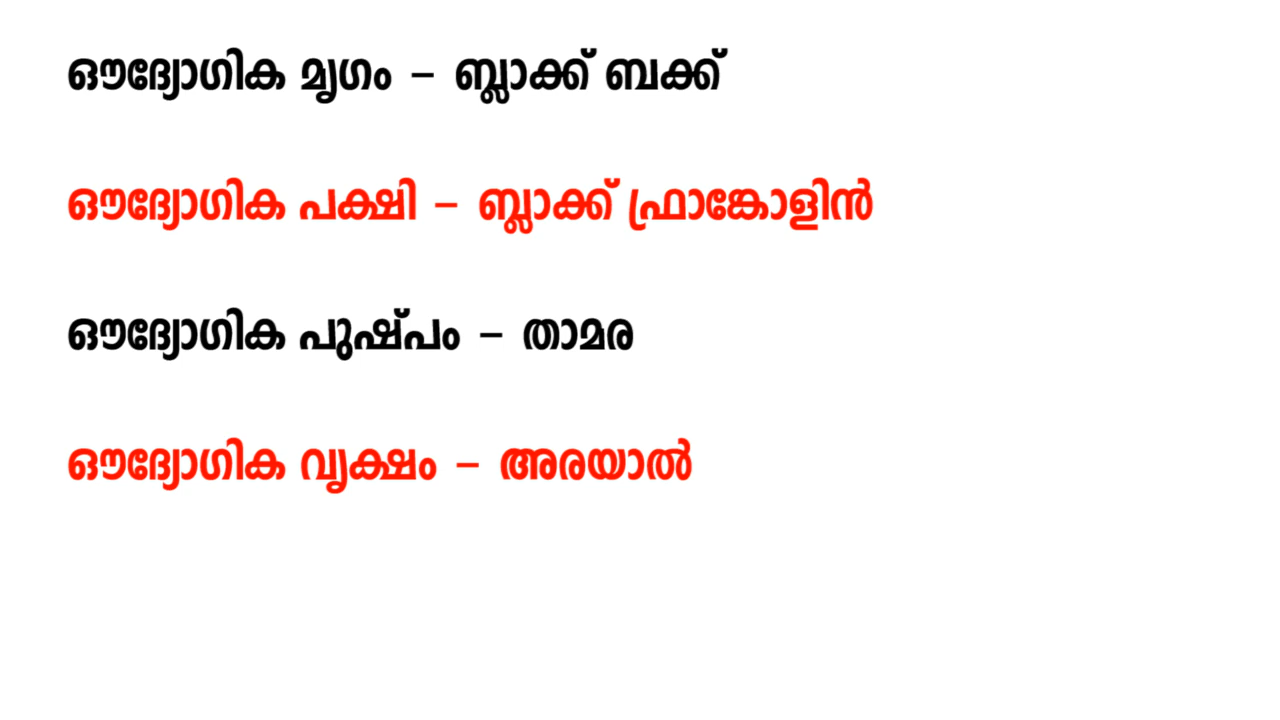 ഔദ്യോഗിക മൃഗം - ബ്ലാക്ക് ബക്ക്
ഔദ്യോഗിക പക്ഷി - ബ്ലാക്ക് ഫ്രാങ്കോളിൻ
ഔദ്യോഗിക പുഷ്പം - താമര
ഔദ്യോഗിക വൃക്ഷം - അരയാൽ